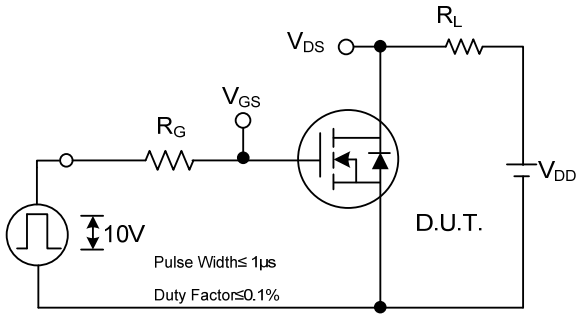 RL
VDS
VGS
RG
VDD
D.U.T.
10V
Pulse Width≤ 1μs
Duty Factor≤0.1%